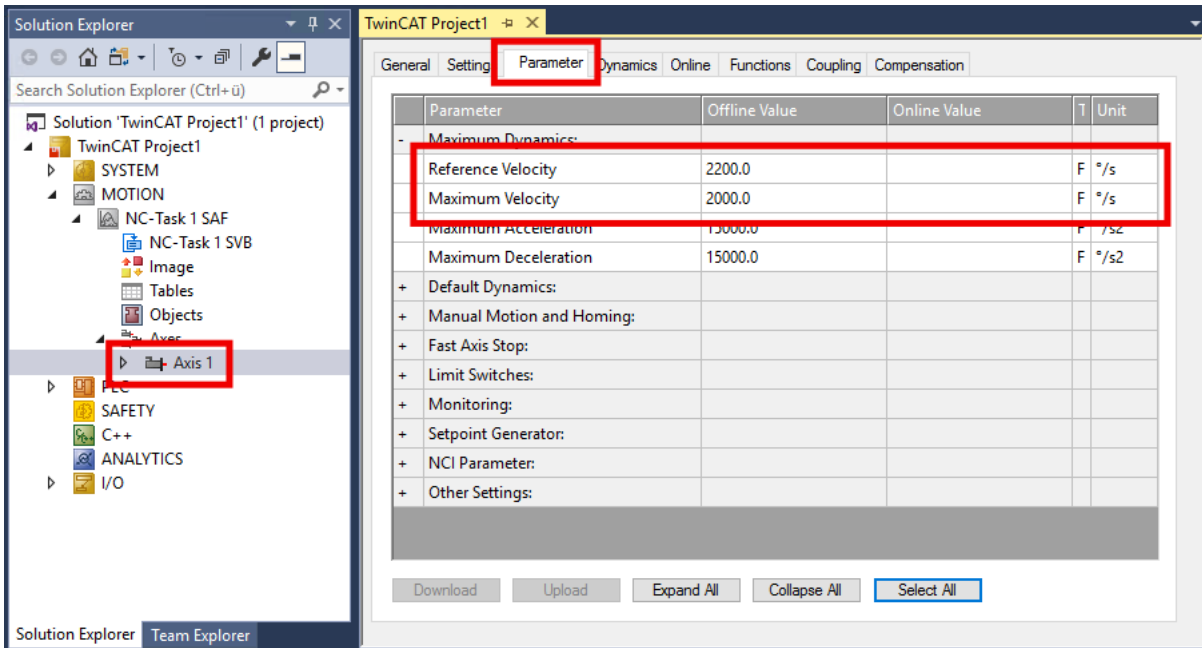 Solution Explorer
Search Solution Explorer (Ctrl+ü)
Solution 'TwinCAT Project1' (1 project)
TwinCAT Project1
SYSTEM
MOTION
NC-Task 1 SAF
NC-Task 1 SVB
Image
Tables
Objects
Axes
Axis 1
PLC
SAFETY
C++
ANALYTICS
I/O
Solution Explorer Team Explorer
TwinCAT Project1
General Setting Parameter Dynamics Online Functions Coupling Compensation
Parameter Offline Value Online Value T Unit
- Maximum Dynamics:
Reference Velocity 2200.0 F °/s
Maximum Velocity 2000.0 F °/s
Maximum Acceleration 15000.0 F °/s2
Maximum Deceleration 15000.0 F °/s2
+ Default Dynamics:
+ Manual Motion and Homing:
+ Fast Axis Stop:
+ Limit Switches:
+ Monitoring:
+ Setpoint Generator:
+ NCI Parameter:
+ Other Settings:
Download Upload Expand All Collapse All Select All